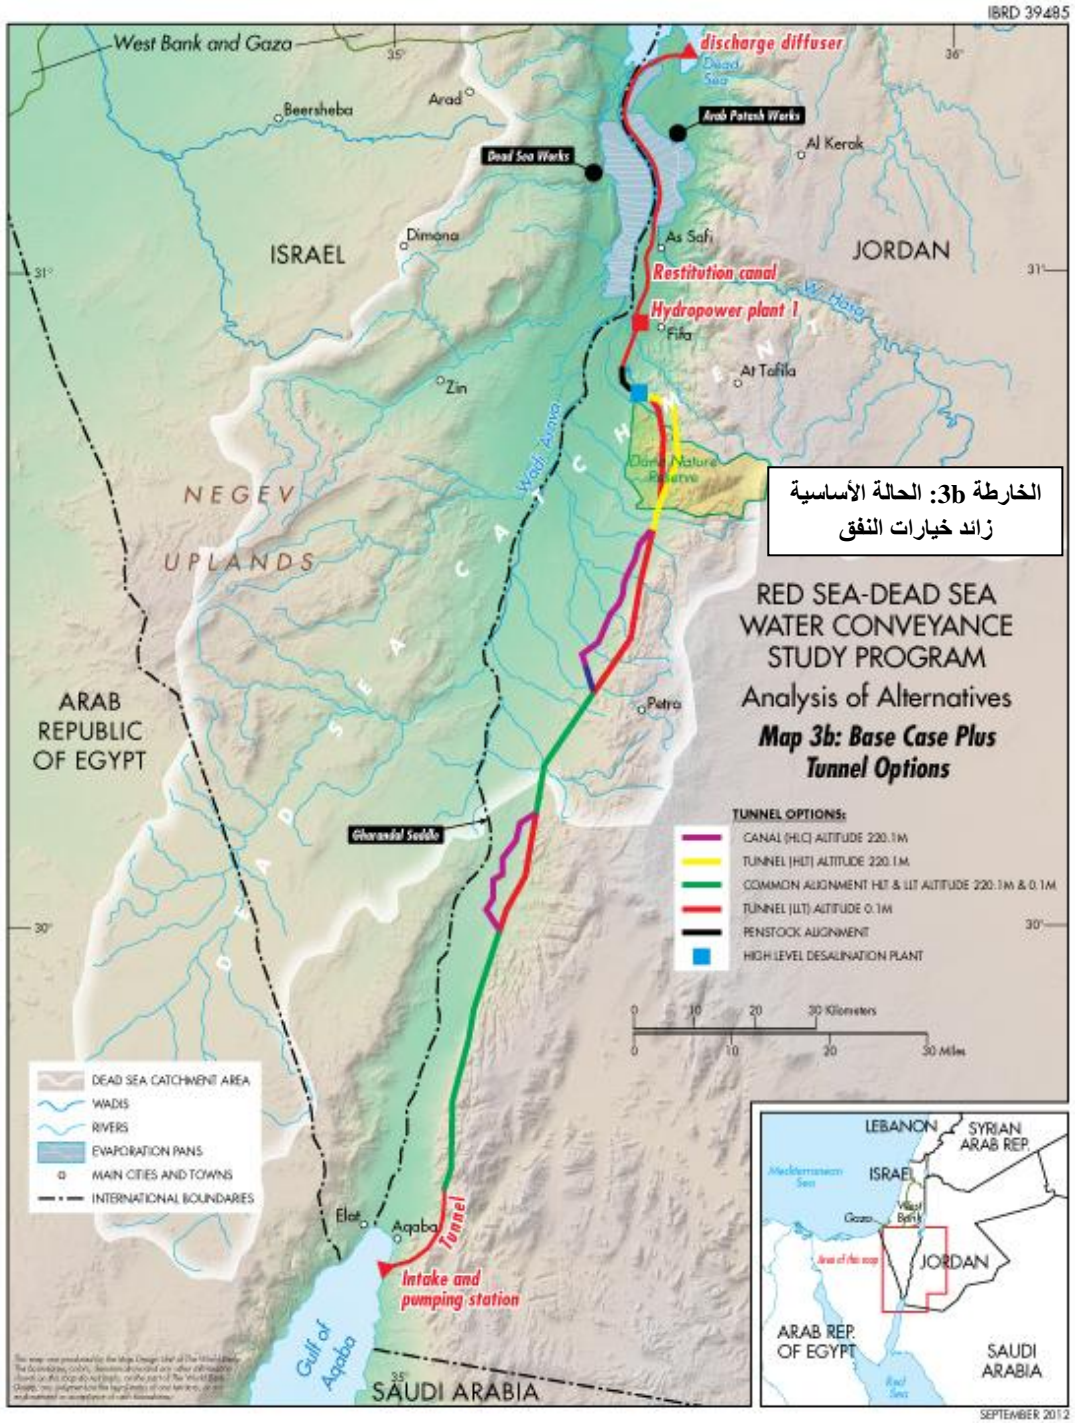 IBRD 39485
West Bank and Gaza
35°
36°
discharge diffuser
Dead
Sea
Arad
Beersheba
Arab Potash Works
Al Kerak
Dead Sea Works
Dimona
ISRAEL
As Safi
JORDAN
31°
31°
Restitution canal
W. Hasa
Hydropower plant 1
Fifa
At Tafila
Zin
Wadi Arava
Dana Nature
Reserve
NEGEV
UPLANDS
DEAD SEA CATCHMENT
الخارطة 3b: الحالة الأساسية
زائد خيارات النفق
RED SEA-DEAD SEA
WATER CONVEYANCE
STUDY PROGRAM
Analysis of Alternatives
Map 3b: Base Case Plus
Tunnel Options
ARAB
REPUBLIC
OF EGYPT
Petra
Gharandal Saddle
TUNNEL OPTIONS:
CANAL (HLC) ALTITUDE 220.1M
TUNNEL (HLT) ALTITUDE 220.1M
COMMON ALIGNMENT HLT & LLT ALTITUDE 220.1M & 0.1M
TUNNEL (LLT) ALTITUDE 0.1M
PENSTOCK ALIGNMENT
HIGH LEVEL DESALINATION PLANT
30°
30°
0 10 20 30 Kilometers
0 10 20 30 Miles
DEAD SEA CATCHMENT AREA
WADIS
RIVERS
EVAPORATION PANS
MAIN CITIES AND TOWNS
INTERNATIONAL BOUNDARIES
Elat
Aqaba
Tunnel
Intake and
pumping station
Gulf of
Aqaba
35°
SAUDI ARABIA
LEBANON
SYRIAN
ARAB REP.
Mediterranean
Sea
ISRAEL
West
Bank
Gaza
Area of this map
JORDAN
ARAB REP.
OF EGYPT
SAUDI
ARABIA
Red
Sea
SEPTEMBER 2012